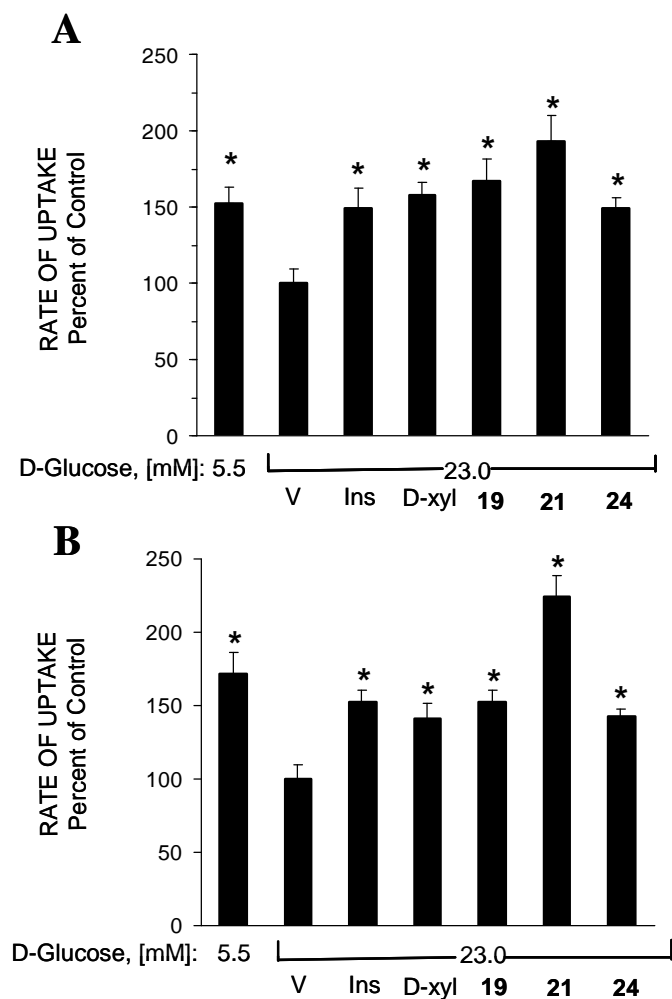 A
RATE OF UPTAKE
Percent of Control
250
200
150
100
50
0
* * * * * *
D-Glucose, [mM]: 5.5 23.0
V Ins D-xyl 19 21 24
B
RATE OF UPTAKE
Percent of Control
250
200
150
100
50
0
* * * * * *
D-Glucose, [mM]: 5.5 23.0
V Ins D-xyl 19 21 24